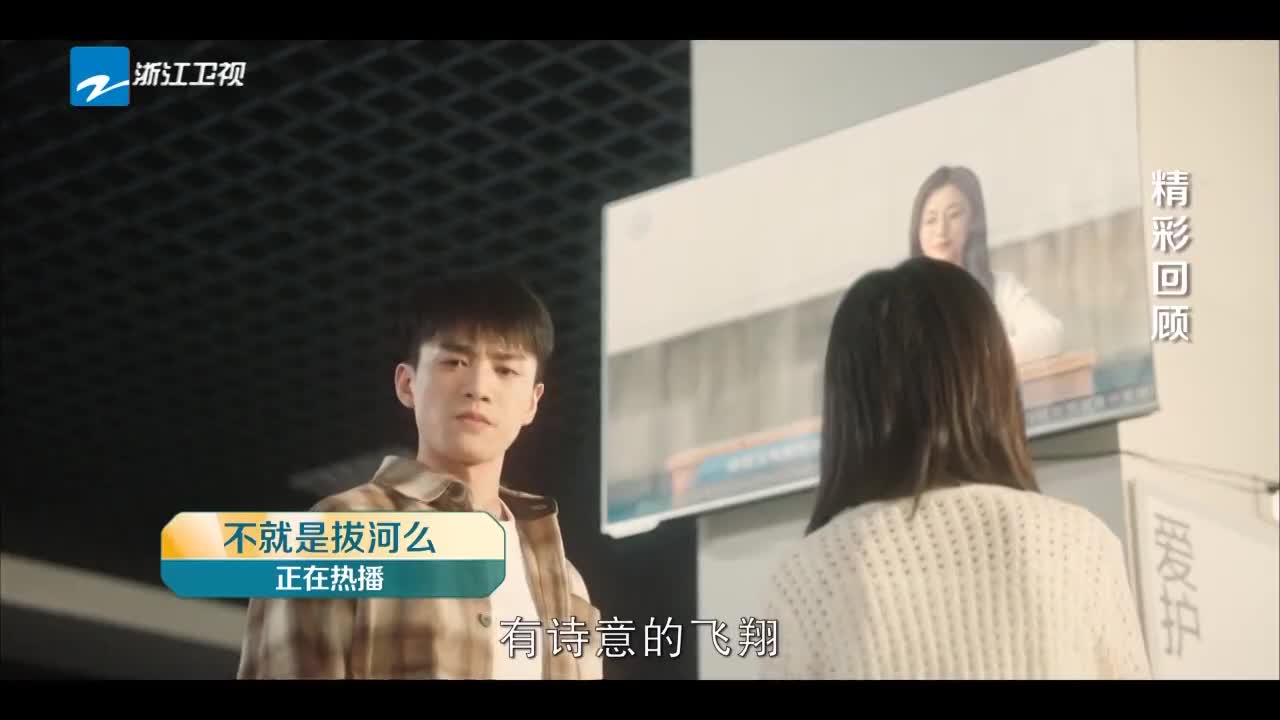 浙江卫视
精彩回顾
不就是拔河么
正在热播
爱护
有诗意的飞翔